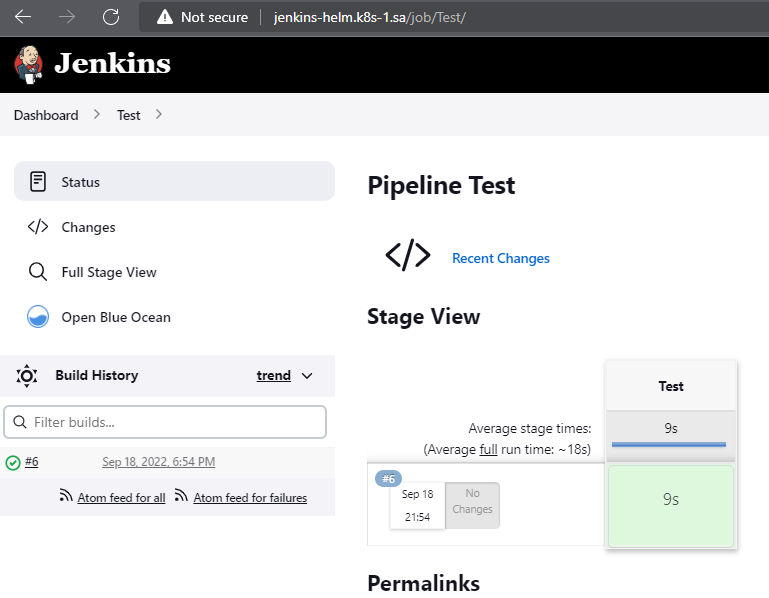 Not secure
jenkins-helm.k8s-1.sa/job/Test/
Jenkins
Dashboard
Test
Status
Changes
Full Stage View
Open Blue Ocean
Build History
trend
Filter builds...
#6
Sep 18, 2022, 6:54 PM
Atom feed for all
Atom feed for failures
Pipeline Test
Recent Changes
Stage View
Test
Average stage times:
9s
(Average full run time: ~18s)
#6
Sep 18
21:54
No
Changes
9s
Permalinks